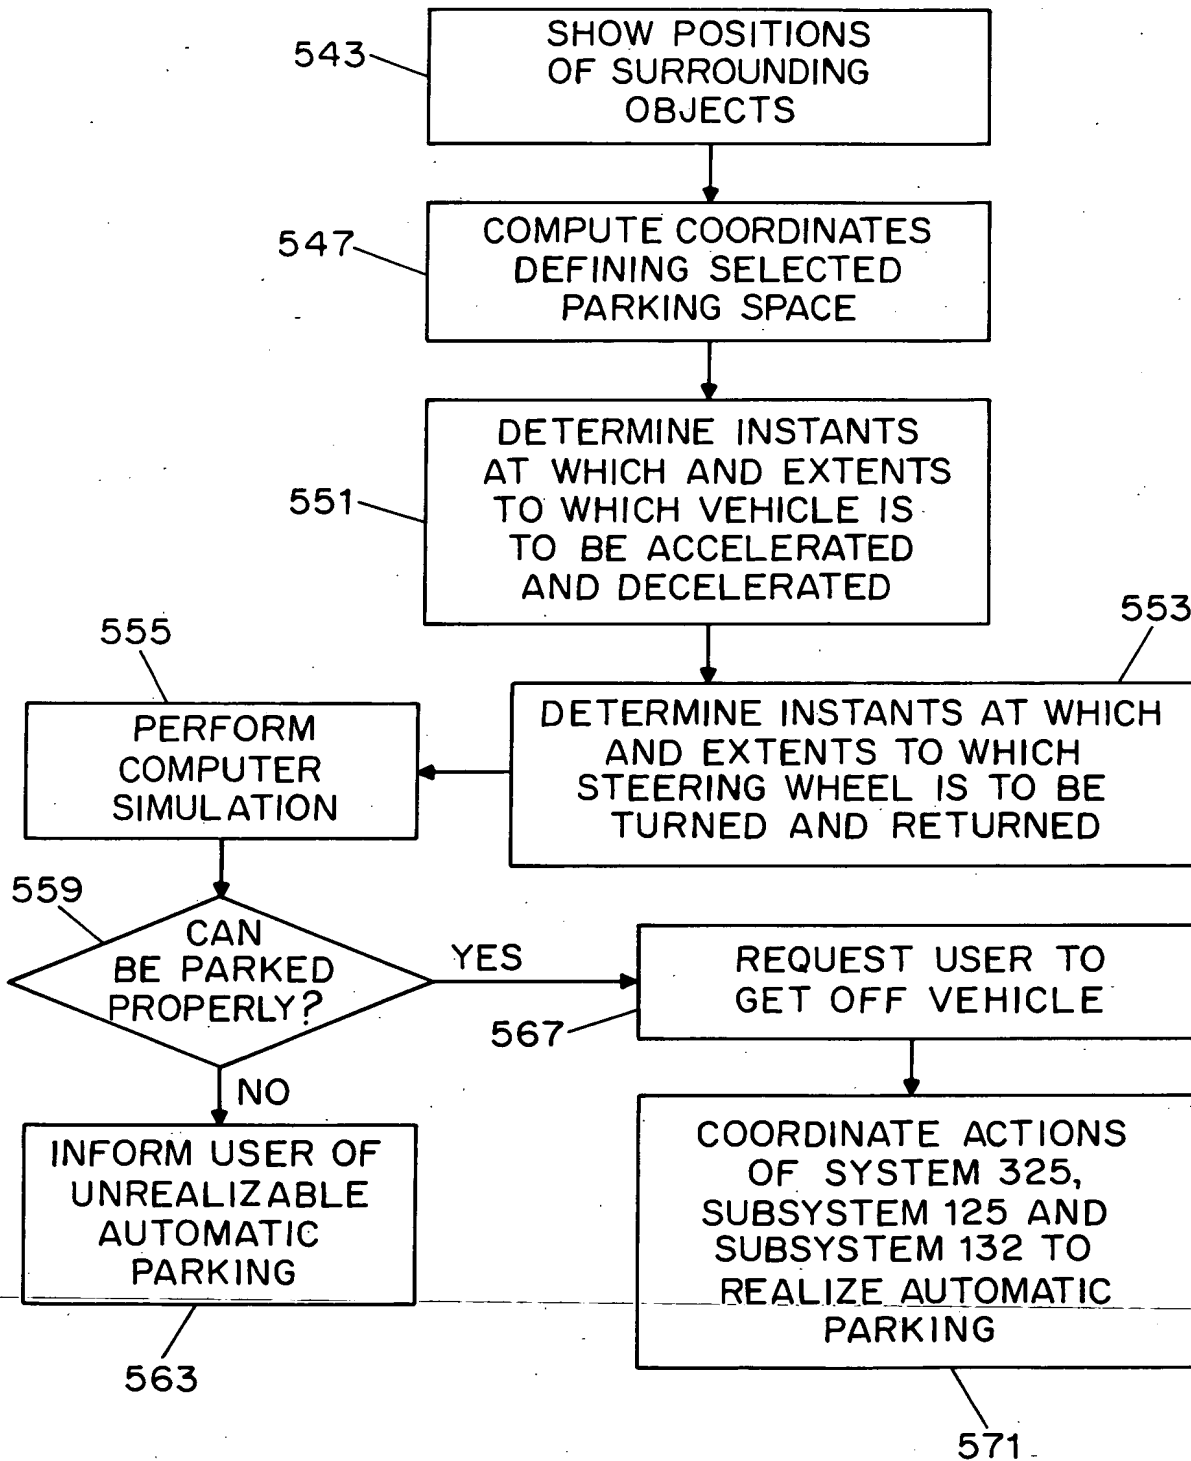 543
SHOW POSITIONS
OF SURROUNDING
OBJECTS
547
COMPUTE COORDINATES
DEFINING SELECTED
PARKING SPACE
551
DETERMINE INSTANTS
AT WHICH AND EXTENTS
TO WHICH VEHICLE IS
TO BE ACCELERATED
AND DECELERATED
553
DETERMINE INSTANTS AT WHICH
AND EXTENTS TO WHICH
STEERING WHEEL IS TO BE
TURNED AND RETURNED
555
PERFORM
COMPUTER
SIMULATION
559
CAN
BE PARKED
PROPERLY?
YES
NO
567
REQUEST USER TO
GET OFF VEHICLE
INFORM USER OF
UNREALIZABLE
AUTOMATIC
PARKING
563
COORDINATE ACTIONS
OF SYSTEM 325,
SUBSYSTEM 125 AND
SUBSYSTEM 132 TO
REALIZE AUTOMATIC
PARKING
571